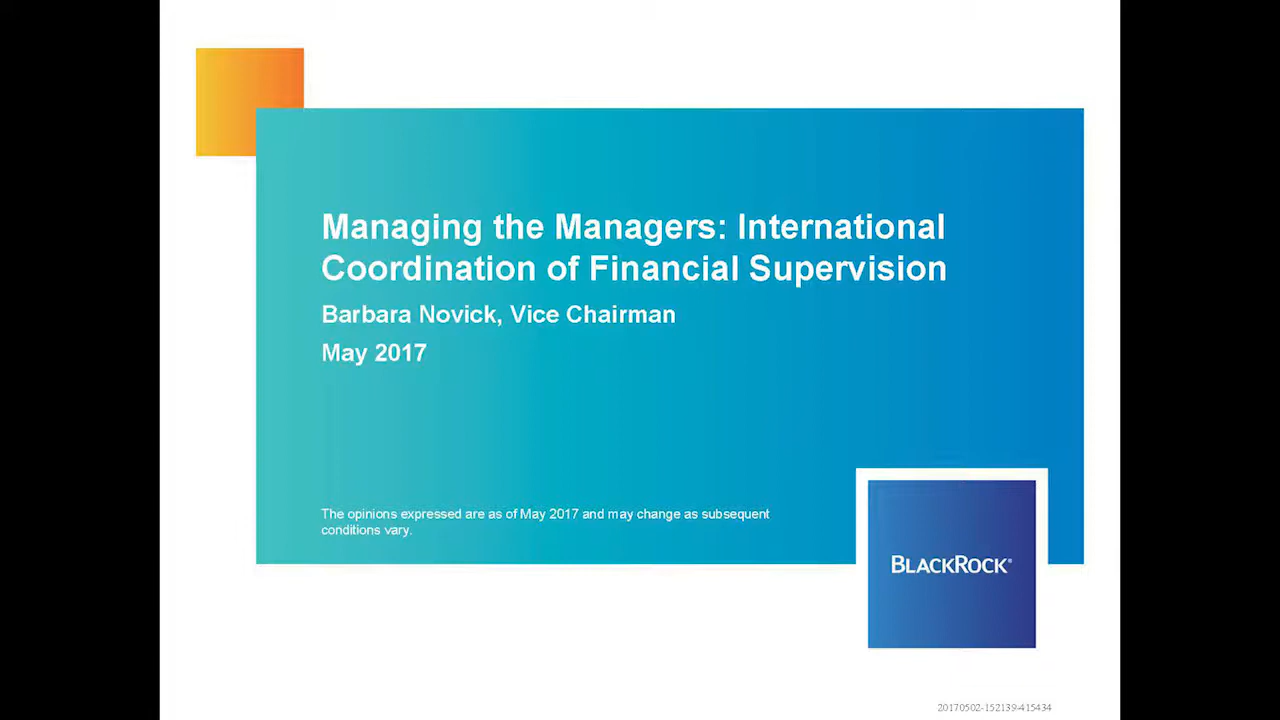 Managing the Managers: International
Coordination of Financial Supervision
Barbara Novick, Vice Chairman
May 2017
The opinions expressed are as of May 2017 and may change as subsequent
conditions vary.
BLACKROCK®
20170502-152139-415434